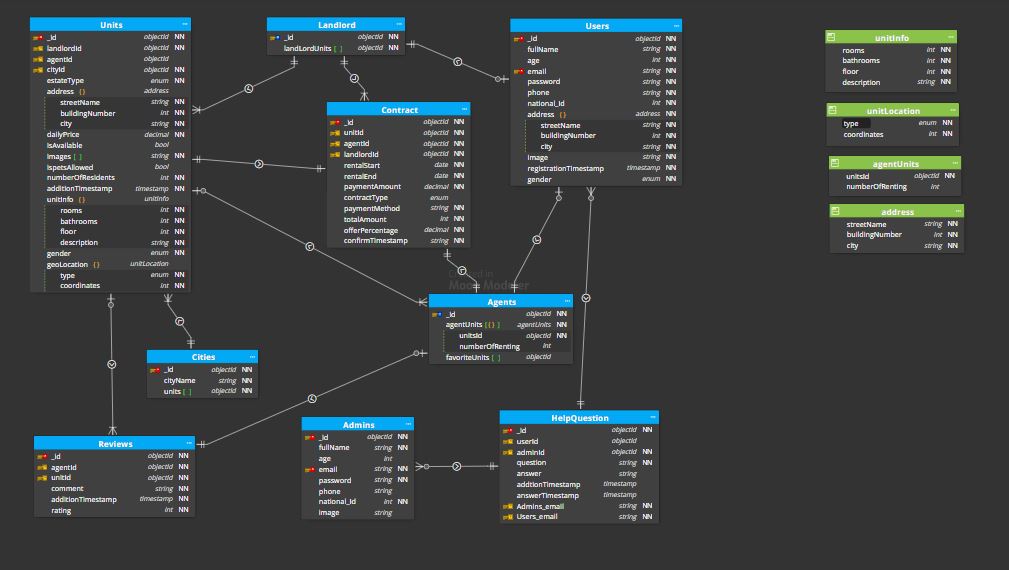 Units ...
_id objectId NN
landlordId objectId NN
agentId objectId
cityId objectId NN
estateType enum NN
address { } address
streetName string NN
buildingNumber int NN
city string NN
dailyPrice decimal NN
isAvailable bool
images [ ] string NN
ispetsAllowed bool
numberOfResidents int NN
additionTimestamp timestamp NN
unitInfo { } unitInfo
rooms int NN
bathrooms int NN
floor int NN
description string NN
gender enum NN
geoLocation { } unitLocation
type enum NN
coordinates int NN
Landlord ...
_id objectId NN
landLordUnits [ ] objectId NN
Contract ...
_id objectId NN
unitId objectId NN
agentId objectId NN
landlordId objectId NN
rentalStart date NN
rentalEnd date NN
paymentAmount decimal NN
contractType enum
paymentMethod string NN
totalAmount int NN
offerPercentage decimal NN
confirmTimestamp string NN
Users ...
_id objectId NN
fullName string NN
age int NN
email string NN
password string NN
phone string NN
national_id int NN
address { } address NN
streetName string NN
buildingNumber int NN
city string NN
image string NN
registrationTimestamp timestamp NN
gender enum NN
unitInfo ...
rooms int NN
bathrooms int NN
floor int NN
description string NN
unitLocation ...
type enum NN
coordinates int NN
agentUnits ...
unitsId objectId NN
numberOfRenting int
address ...
streetName string NN
buildingNumber int NN
city string NN
Agents ...
_id objectId NN
agentUnits [{ } ] agentUnits NN
unitsId objectId NN
numberOfRenting int
favoriteUnits [ ] objectId
Cities ...
_id objectId NN
cityName string NN
units [ ] objectId NN
Reviews ...
_id objectId NN
agentId objectId NN
unitId objectId NN
comment string NN
additionTimestamp timestamp NN
rating int NN
Admins ...
_id objectId NN
fullName string NN
age int
email string NN
password string NN
phone string
national_id int NN
image string
HelpQuestion ...
_id objectId NN
userId objectId
adminId objectId NN
question string NN
answer string
addtionTimestamp timestamp
answerTimestamp timestamp
Admins_email string NN
Users_email string NN